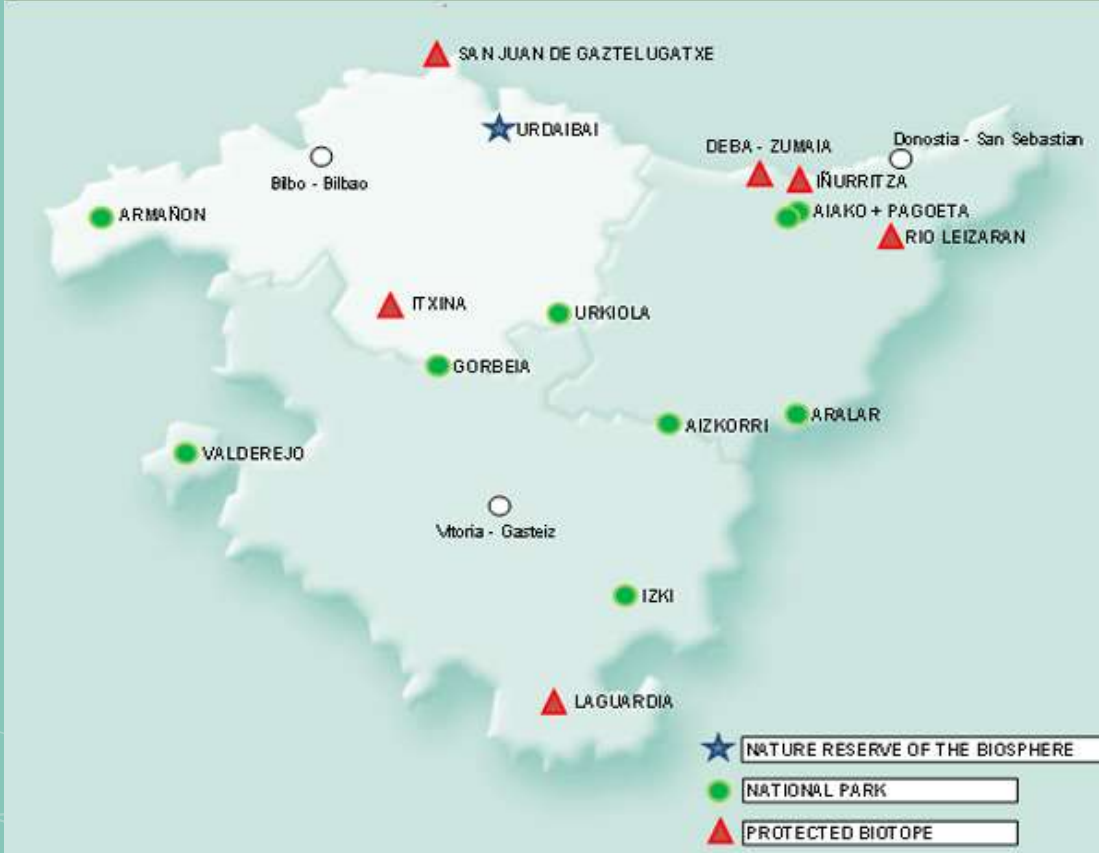 SAN JUAN DE GAZTELUGATXE
URDAIBAI
DEBA - ZUMAIA
Donostia - San Sebastian
Bilbo - Bilbao
IÑURRITZA
ARMAÑON
AIAKO + PAGOETA
RIO LEIZARAN
ITXINA
URKIOLA
GORBEIA
AIZKORRI
ARALAR
VALDEREJO
Vitoria - Gasteiz
IZKI
LAGUARDIA
NATURE RESERVE OF THE BIOSPHERE
NATIONAL PARK
PROTECTED BIOTOPE